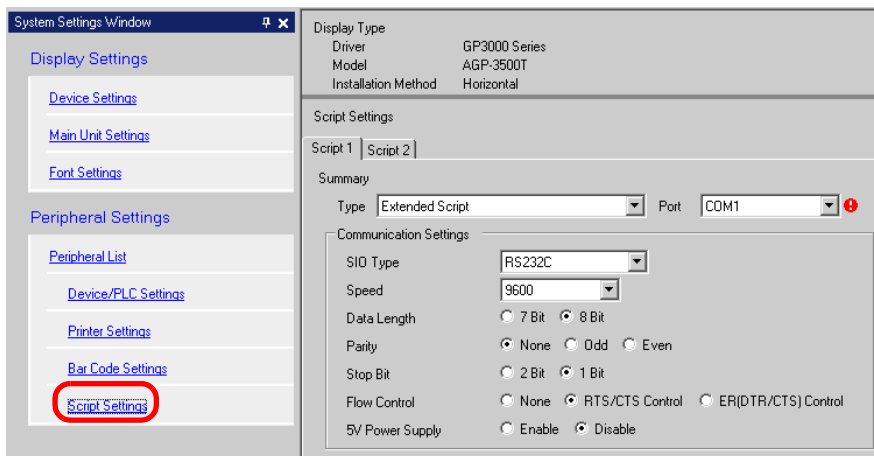 System Settings Window
Display Settings
Device Settings
Main Unit Settings
Font Settings
Peripheral Settings
Peripheral List
Device/PLC Settings
Printer Settings
Bar Code Settings
Script Settings
Display Type
Driver GP3000 Series
Model AGP-3500T
Installation Method Horizontal
Script Settings
Script 1 Script 2
Summary
Type Extended Script Port COM1
Communication Settings
SIO Type RS232C
Speed 9600
Data Length 7 Bit 8 Bit
Parity None Odd Even
Stop Bit 2 Bit 1 Bit
Flow Control None RTS/CTS Control ER(DTR/CTS) Control
5V Power Supply Enable Disable